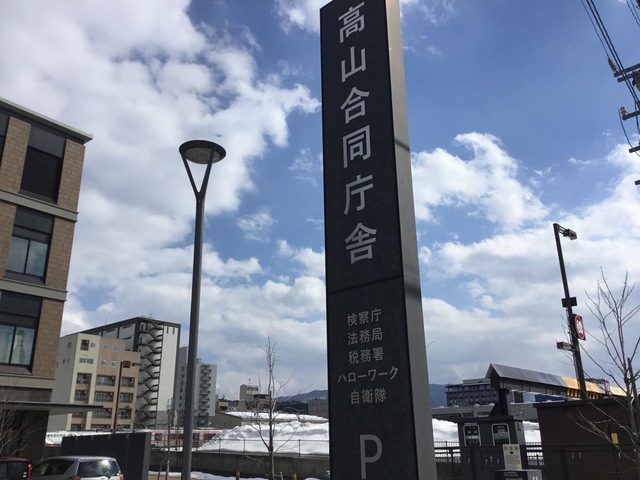 高山合同庁舎
検察庁
法務局
税務署
ハローワーク
自衛隊
P